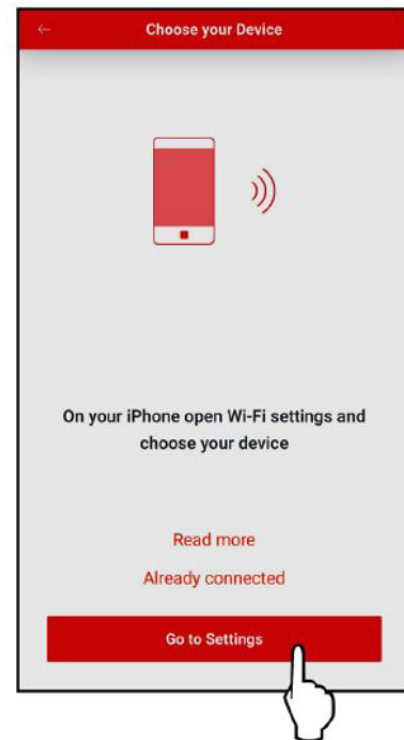 Choose your Device
On your iPhone open Wi-Fi settings and
choose your device
Read more
Already connected
Go to Settings